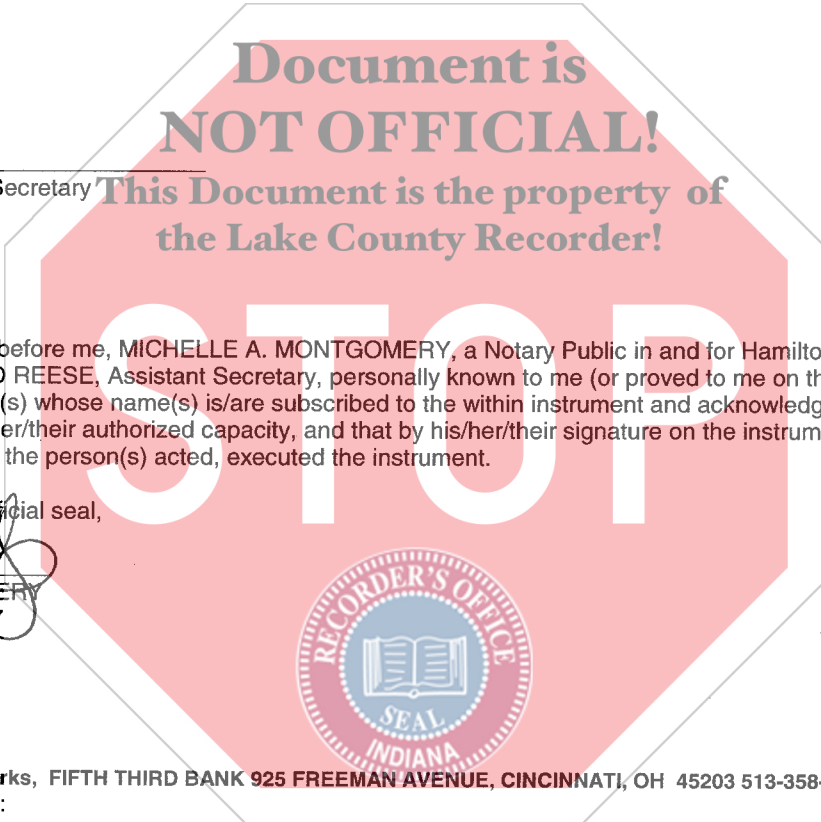 Document is
NOT OFFICIAL!
Secretary
This Document is the property of
the Lake County Recorder!
STOP
before me, MICHELLE A. MONTGOMERY, a Notary Public in and for Hamilto
REESE, Assistant Secretary, personally known to me (or proved to me on th
(s) whose name(s) is/are subscribed to the within instrument and acknowledg
er/their authorized capacity, and that by his/her/their signature on the instrum
the person(s) acted, executed the instrument.
icial seal,
ERY
RECORDER'S OFFICE
SEAL
INDIANA
rks, FIFTH THIRD BANK 925 FREEMAN AVENUE, CINCINNATI, OH 45203 513-358-
: